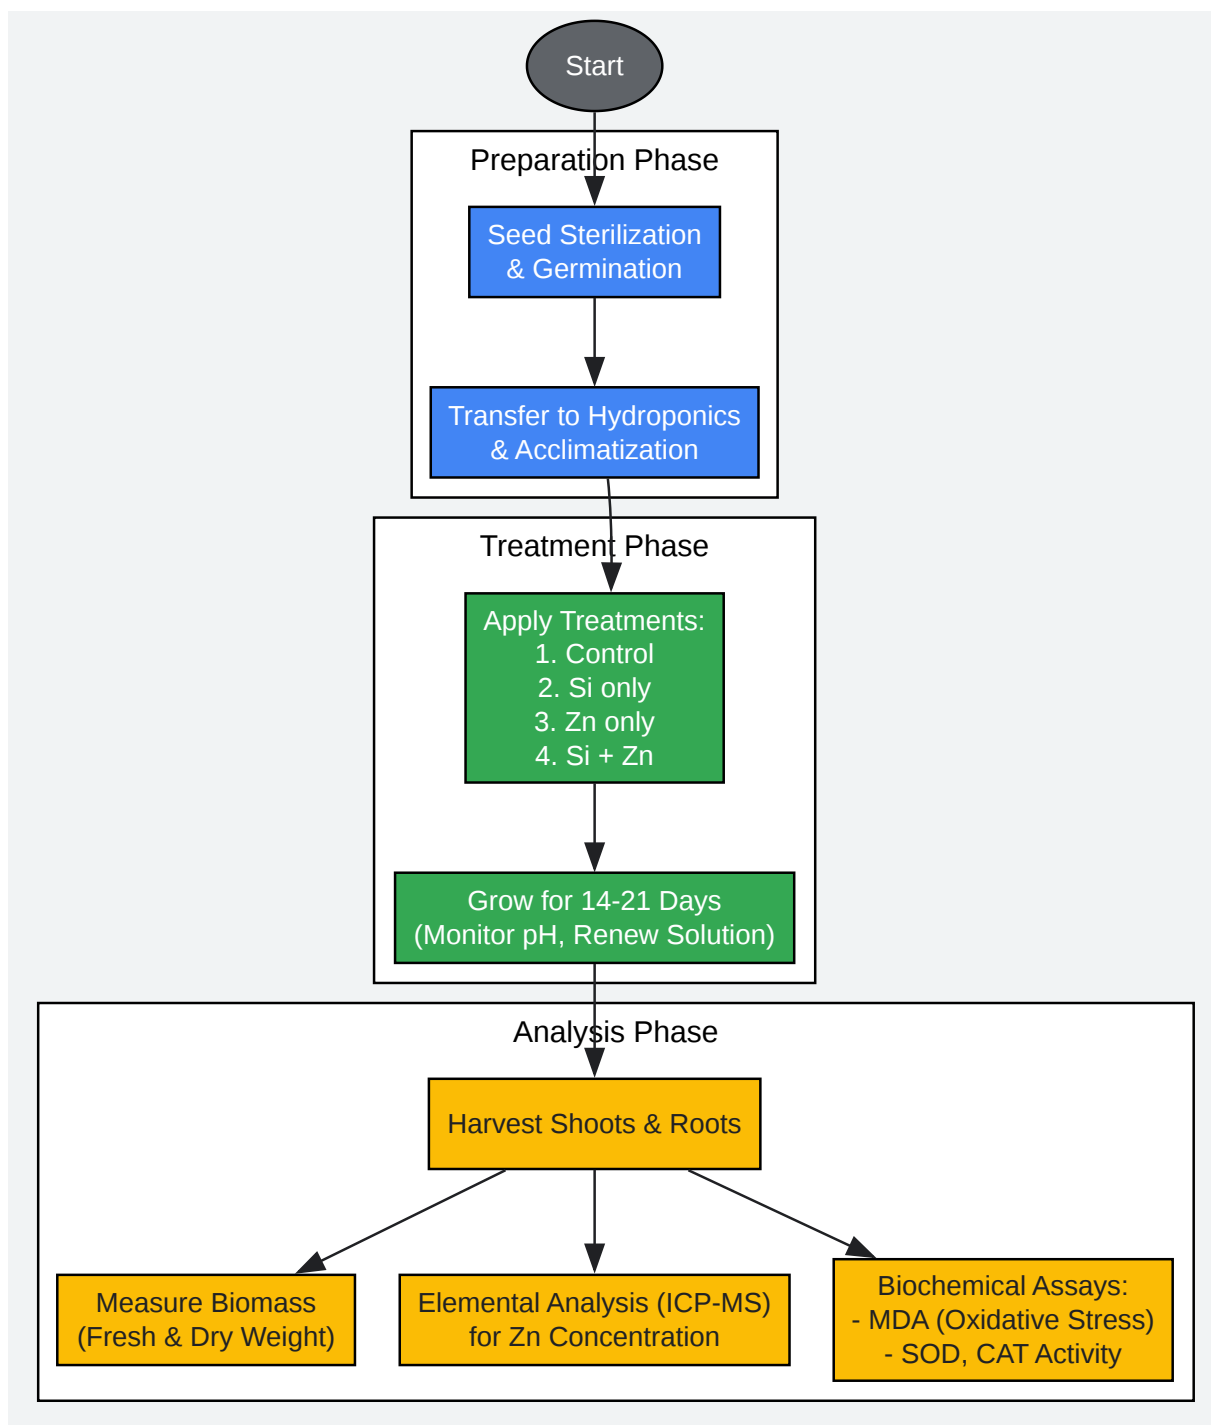 Start
Preparation Phase
Seed Sterilization
& Germination
Transfer to Hydroponics
& Acclimatization
Treatment Phase
Apply Treatments:
1. Control
2. Si only
3. Zn only
4. Si + Zn
Grow for 14-21 Days
(Monitor pH, Renew Solution)
Analysis Phase
Harvest Shoots & Roots
Measure Biomass
(Fresh & Dry Weight)
Elemental Analysis (ICP-MS)
for Zn Concentration
Biochemical Assays:
- MDA (Oxidative Stress)
- SOD, CAT Activity